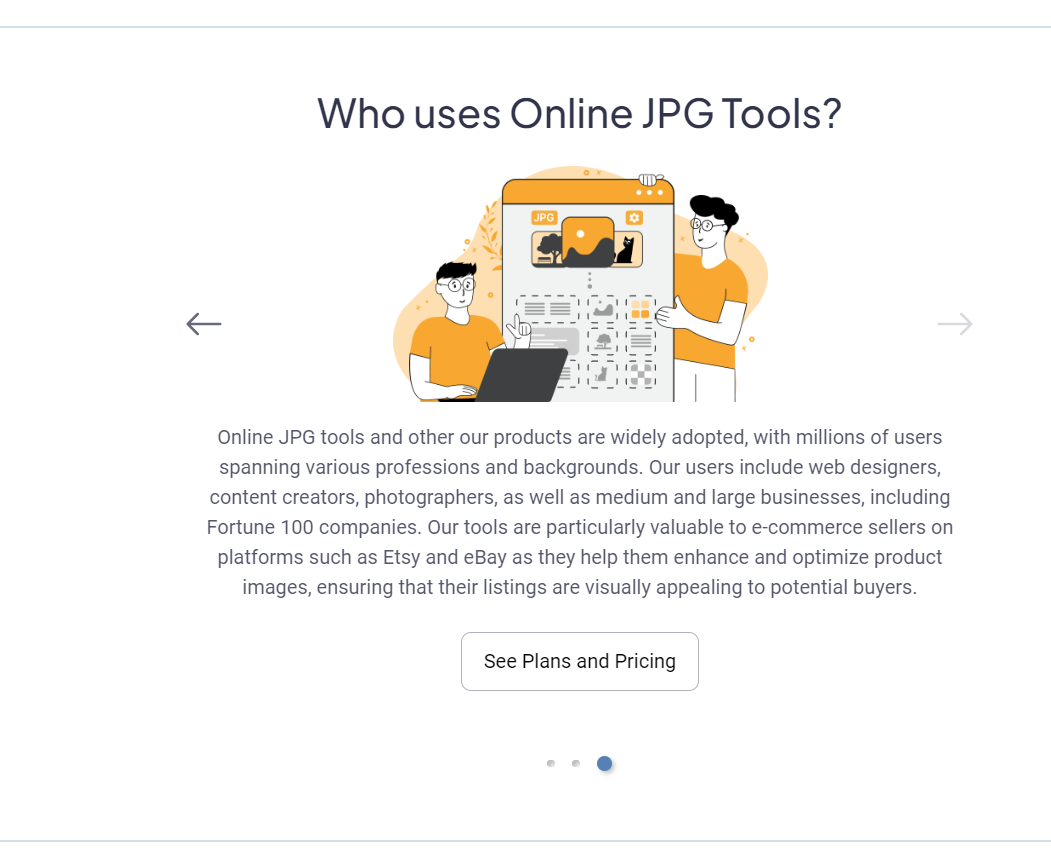 Who uses Online JPG Tools?
JPG
Online JPG tools and other our products are widely adopted, with millions of users
spanning various professions and backgrounds. Our users include web designers,
content creators, photographers, as well as medium and large businesses, including
Fortune 100 companies. Our tools are particularly valuable to e-commerce sellers on
platforms such as Etsy and eBay as they help them enhance and optimize product
images, ensuring that their listings are visually appealing to potential buyers.
See Plans and Pricing